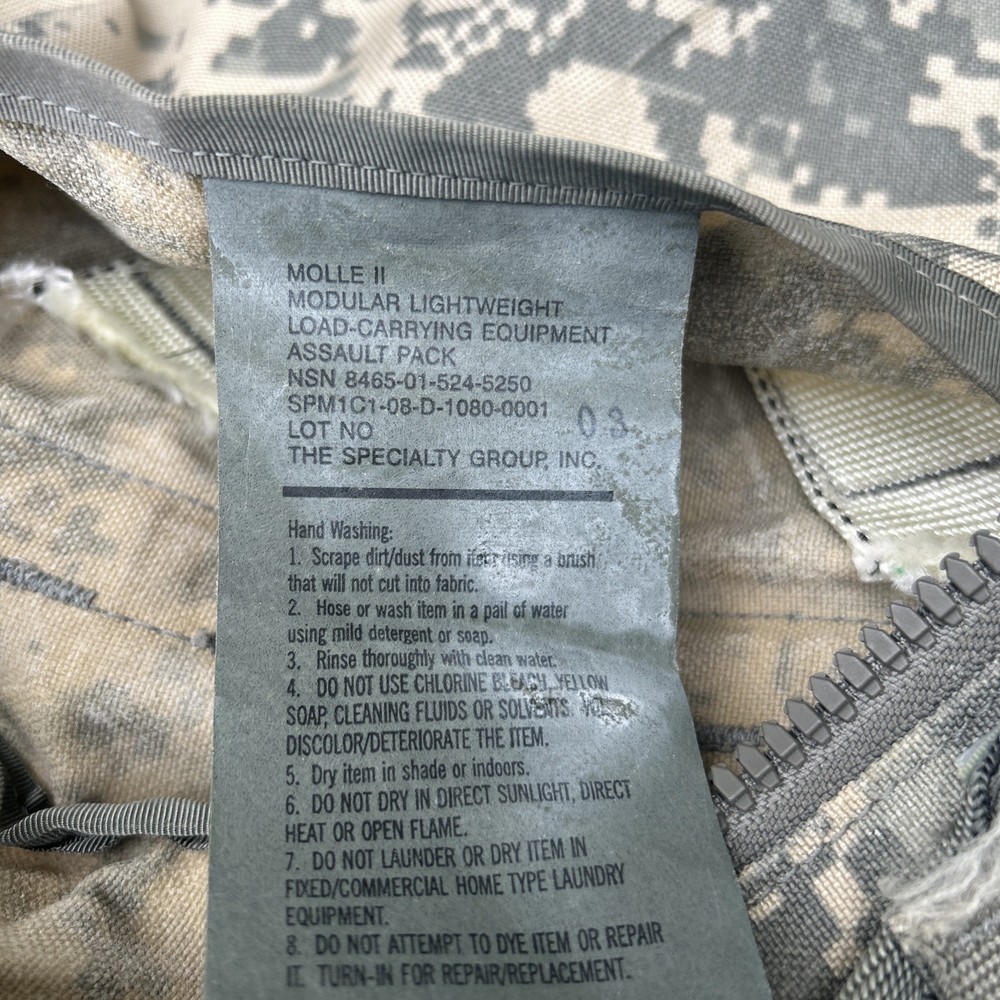 MOLLE II
MODULAR LIGHTWEIGHT
LOAD-CARRYING EQUIPMENT
ASSAULT PACK
NSN 8465-01-524-5250
SPM1C1-08-D-1080-0001
LOT NO 03
THE SPECIALTY GROUP, INC.
Hand Washing:
1. Scrape dirt/dust from item using a brush
that will not cut into fabric.
2. Hose or wash item in a pail of water
using mild detergent or soap.
3. Rinse thoroughly with clean water.
4. DO NOT USE CHLORINE BLEACH, YELLOW
SOAP, CLEANING FLUIDS OR SOLVENTS.
DISCOLOR/DETERIORATE THE ITEM.
5. Dry item in shade or indoors.
6. DO NOT DRY IN DIRECT SUNLIGHT, DIRECT
HEAT OR OPEN FLAME.
7. DO NOT LAUNDER OR DRY ITEM IN
FIXED/COMMERCIAL HOME TYPE LAUNDRY
EQUIPMENT.
8. DO NOT ATTEMPT TO DYE ITEM OR REPAIR
IT. TURN-IN FOR REPAIR/REPLACEMENT.